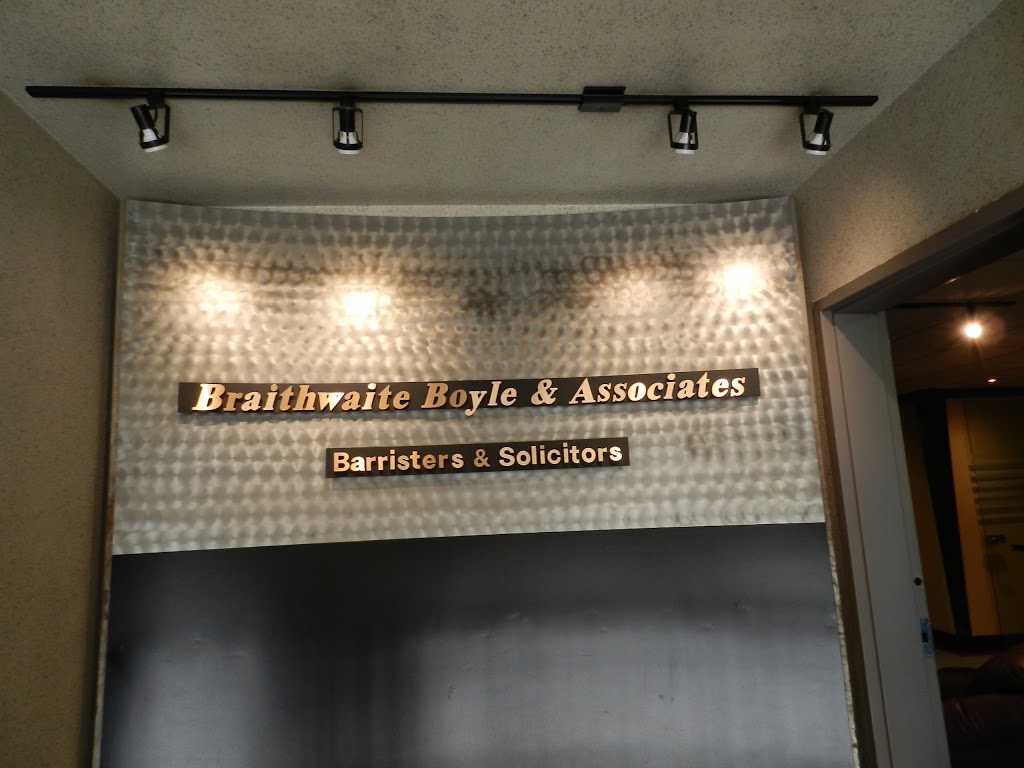 Braithwaite Boyle & Associates
Barristers & Solicitors